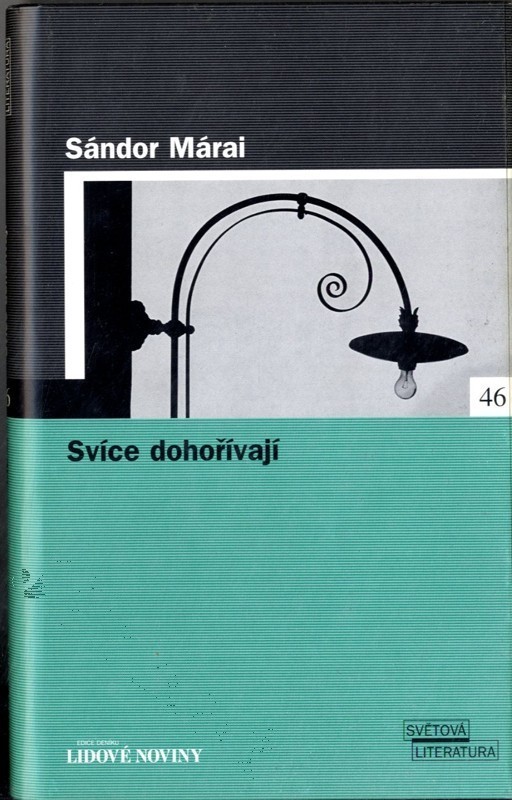 Sándor Márai
46
Svíce dohořívají
EDICE DENÍKU
LIDOVÉ NOVINY
SVĚTOVÁ
LITERATURA